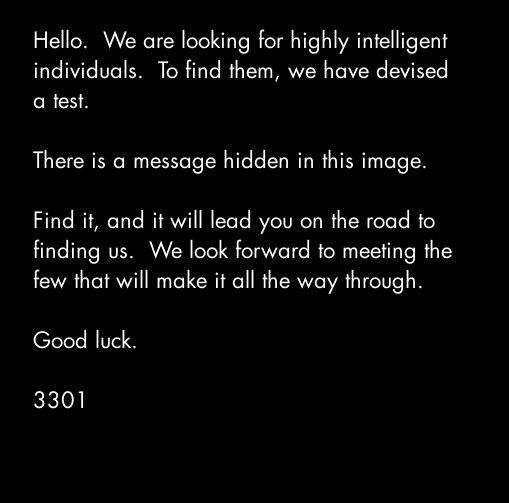 Hello.  We are looking for highly intelligent
individuals.  To find them, we have devised
a test.
There is a message hidden in this image.
Find it, and it will lead you on the road to
finding us.  We look forward to meeting the
few that will make it all the way through.
Good luck.
3301